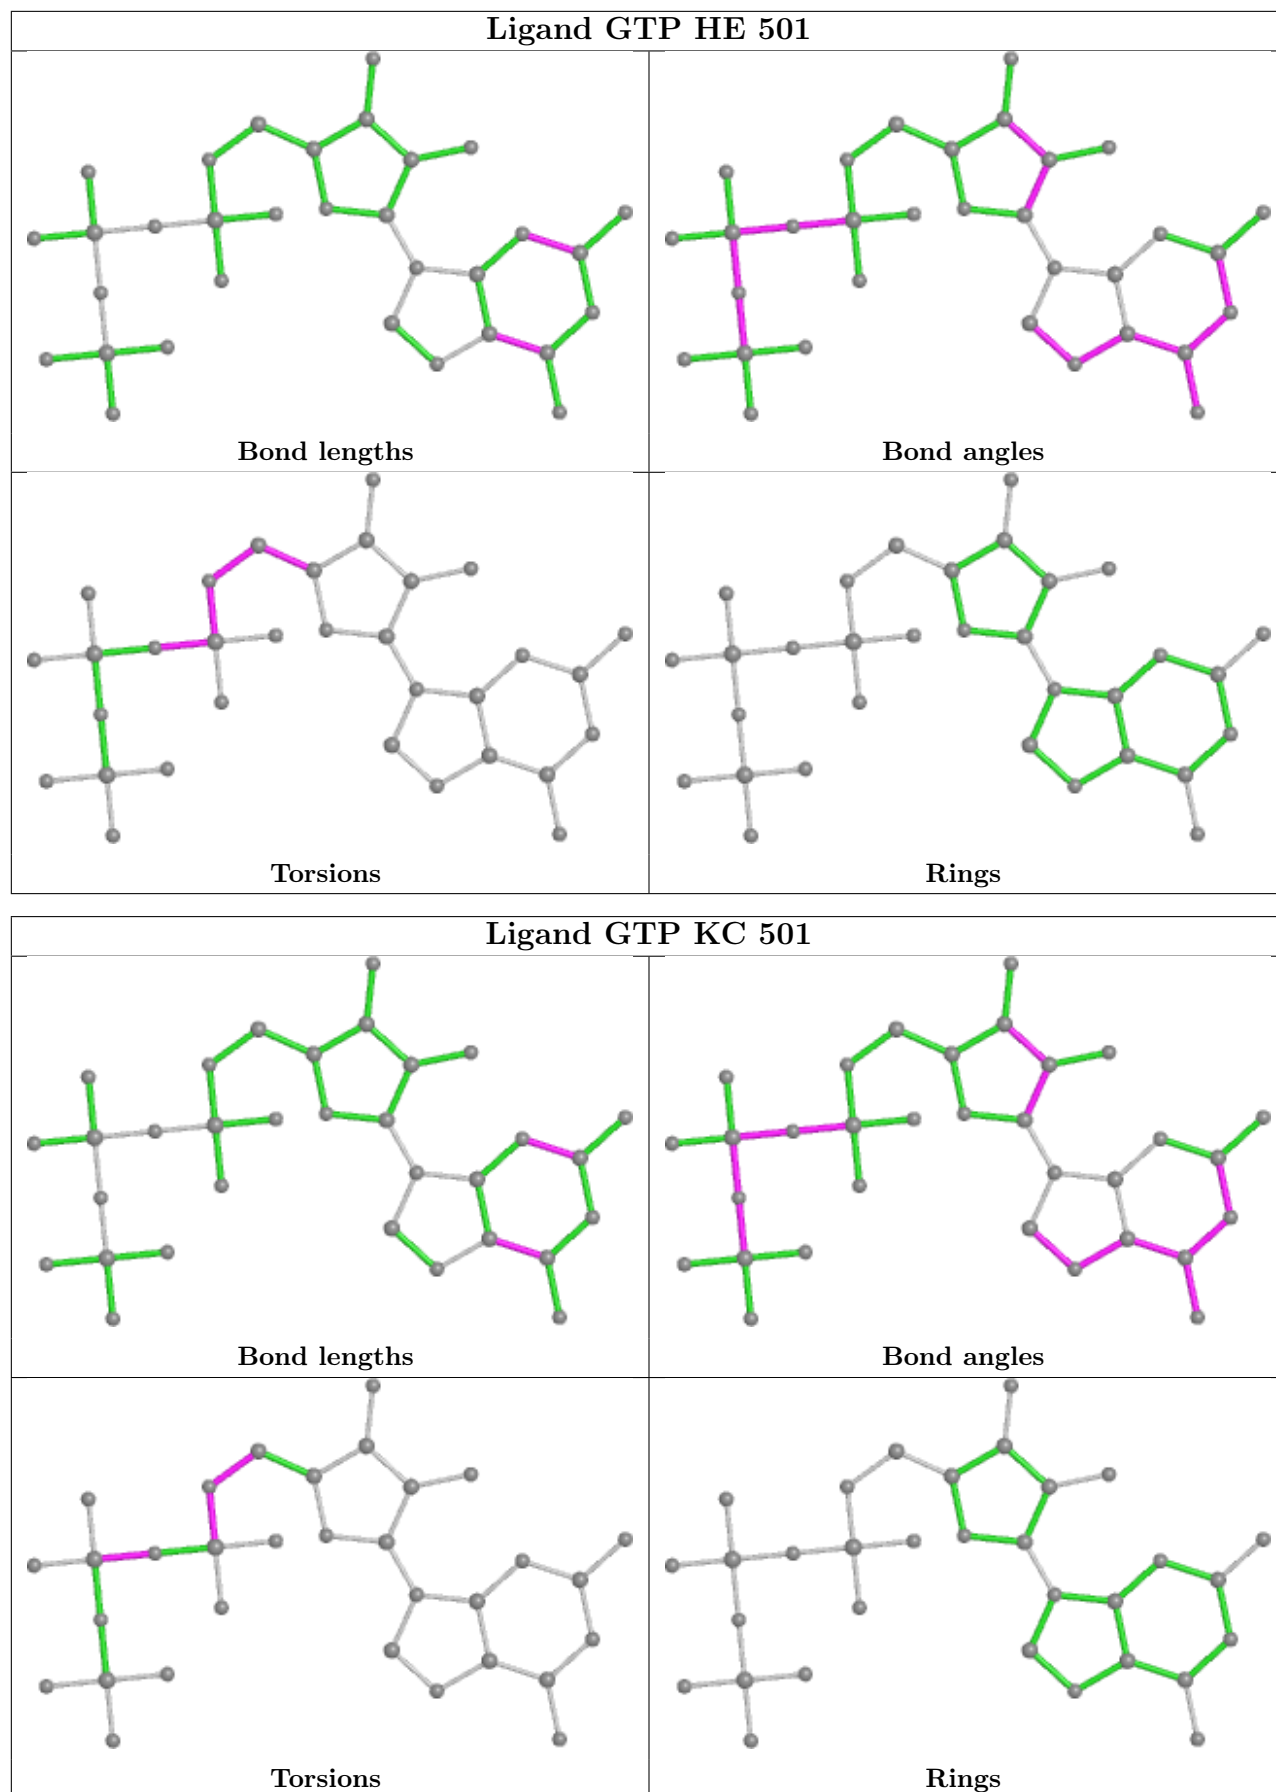 Ligand GTP HE 501
Bond lengths
Bond angles
Torsions
Rings
Ligand GTP KC 501
Bond lengths
Bond angles
Torsions
Rings